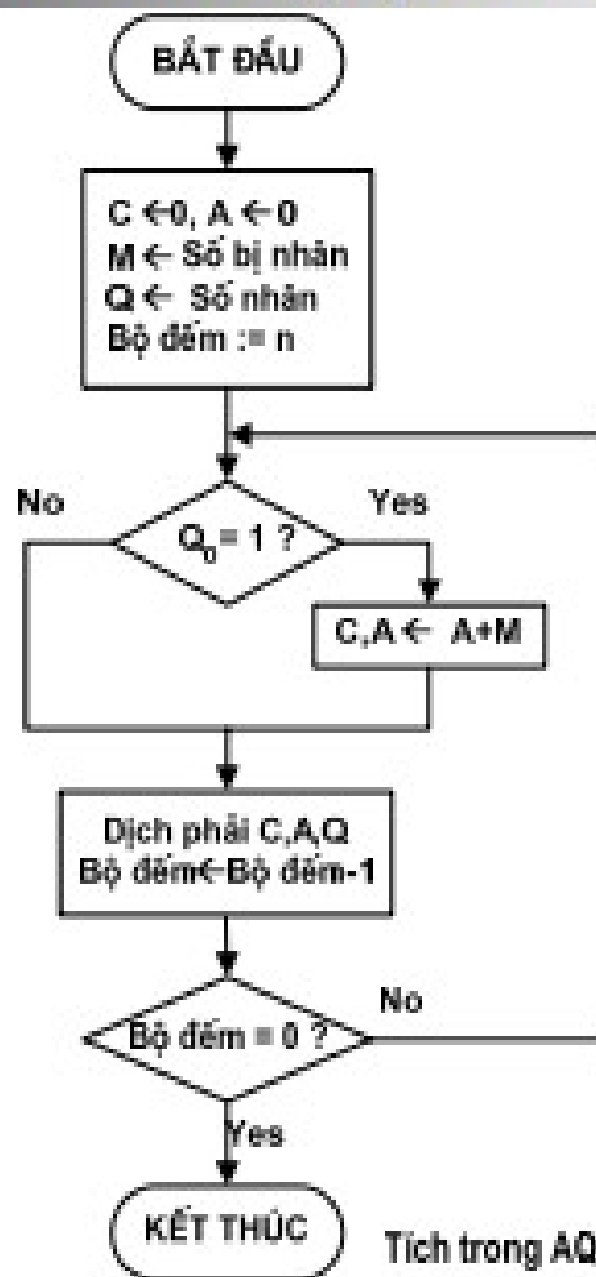 BẮT ĐẦU
C ←0, A ← 0
M ← Số bị nhân
Q ← Số nhân
Bộ đếm := n
No
Yes
Q₀= 1 ?
C,A ← A+M
Dịch phải C,A,Q
Bộ đếm←Bộ đếm-1
Bộ đếm = 0 ?
No
Yes
KẾT THÚC
Tích trong AQ